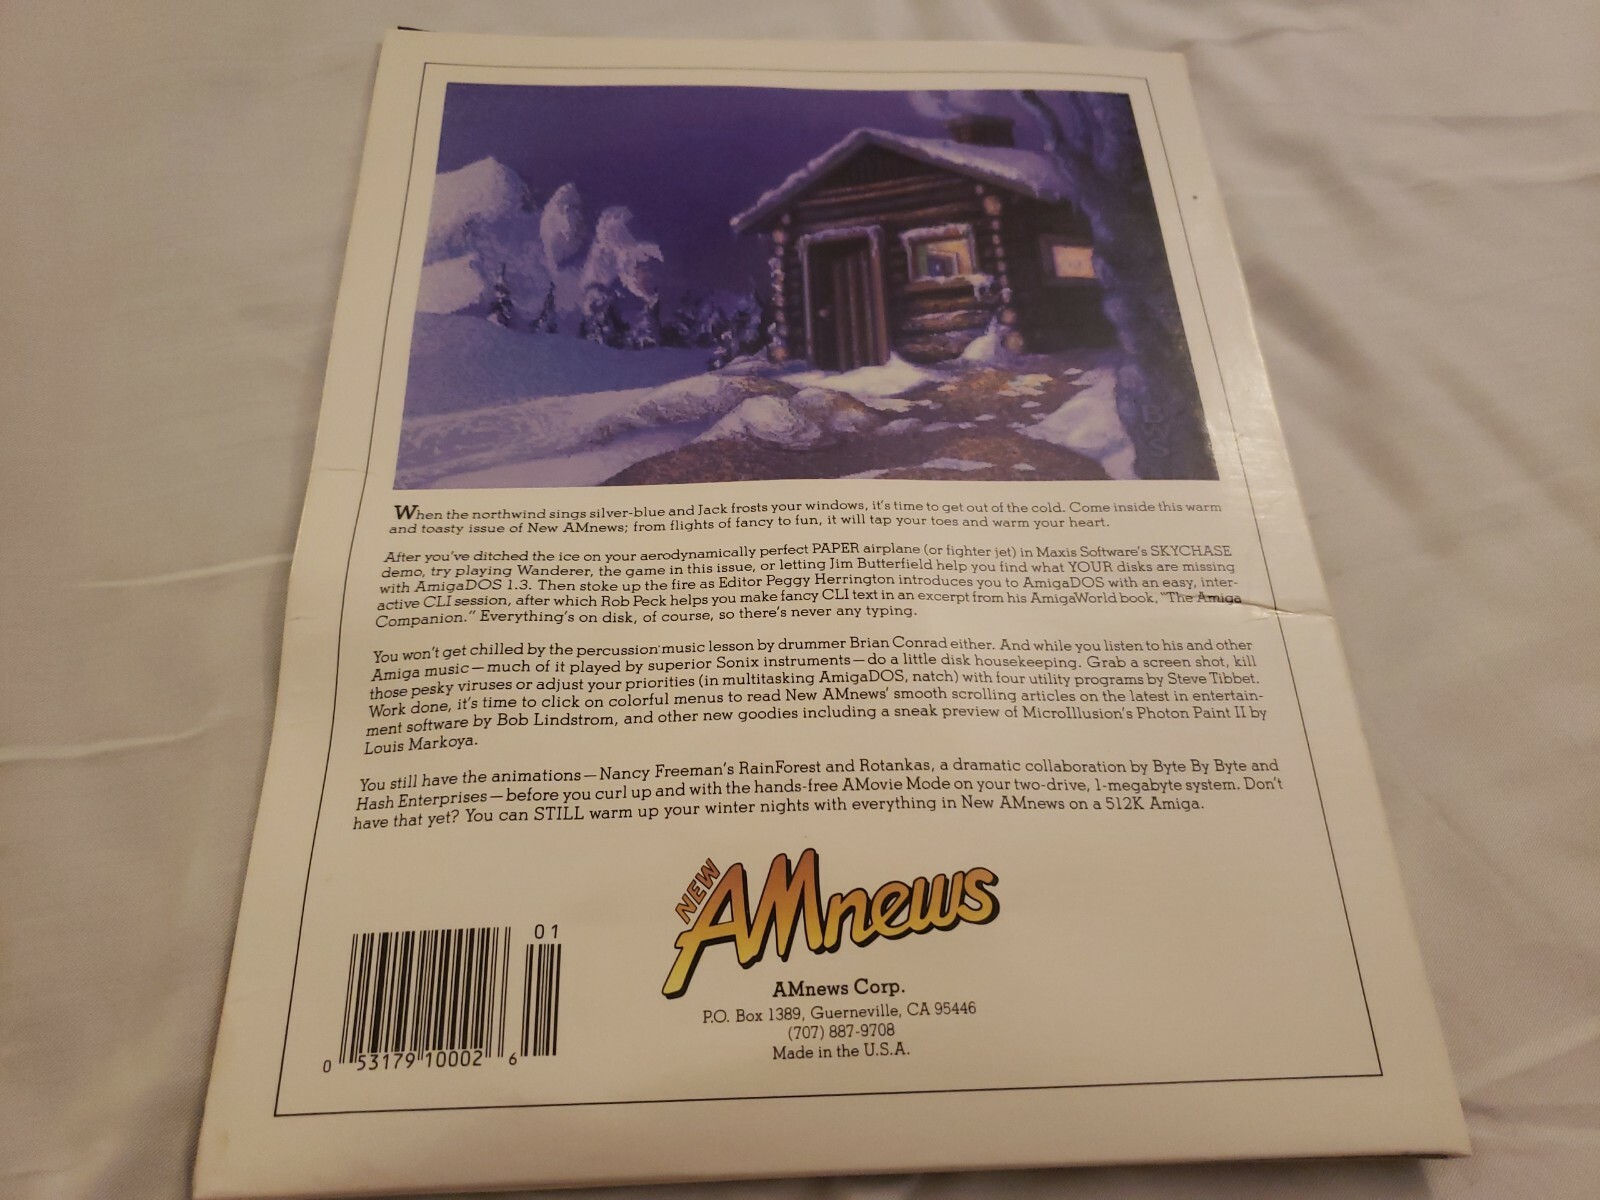 BRS
When the northwind sings silver-blue and Jack frosts your windows, it's time to get out of the cold. Come inside this warm
and toasty issue of New AMnews; from flights of fancy to fun, it will tap your toes and warm your heart.
After you've ditched the ice on your aerodynamically perfect PAPER airplane (or fighter jet) in Maxis Software's SKYCHASE
demo, try playing Wanderer, the game in this issue, or letting Jim Butterfield help you find what YOUR disks are missing
with AmigaDOS 1.3. Then stoke up the fire as Editor Peggy Herrington introduces you to AmigaDOS with an easy, inter-
active CLI session, after which Rob Peck helps you make fancy CLI text in an excerpt from his AmigaWorld book, "The Amiga
Companion." Everything's on disk, of course, so there's never any typing.
You won't get chilled by the percussion music lesson by drummer Brian Conrad either. And while you listen to his and other
Amiga music—much of it played by superior Sonix instruments—do a little disk housekeeping. Grab a screen shot, kill
those pesky viruses or adjust your priorities (in multitasking AmigaDOS, natch) with four utility programs by Steve Tibbet.
Work done, it's time to click on colorful menus to read New AMnews' smooth scrolling articles on the latest in entertain-
ment software by Bob Lindstrom, and other new goodies including a sneak preview of MicroIllusion's Photon Paint II by
Louis Markoya.
You still have the animations—Nancy Freeman's RainForest and Rotankas, a dramatic collaboration by Byte By Byte and
Hash Enterprises—before you curl up and with the hands-free AMovie Mode on your two-drive, 1-megabyte system. Don't
have that yet? You can STILL warm up your winter nights with everything in New AMnews on a 512K Amiga.
NEW
AMnews
AMnews Corp.
P.O. Box 1389, Guerneville, CA 95446
(707) 887-9708
Made in the U.S.A.
01
0 53179 10002 6